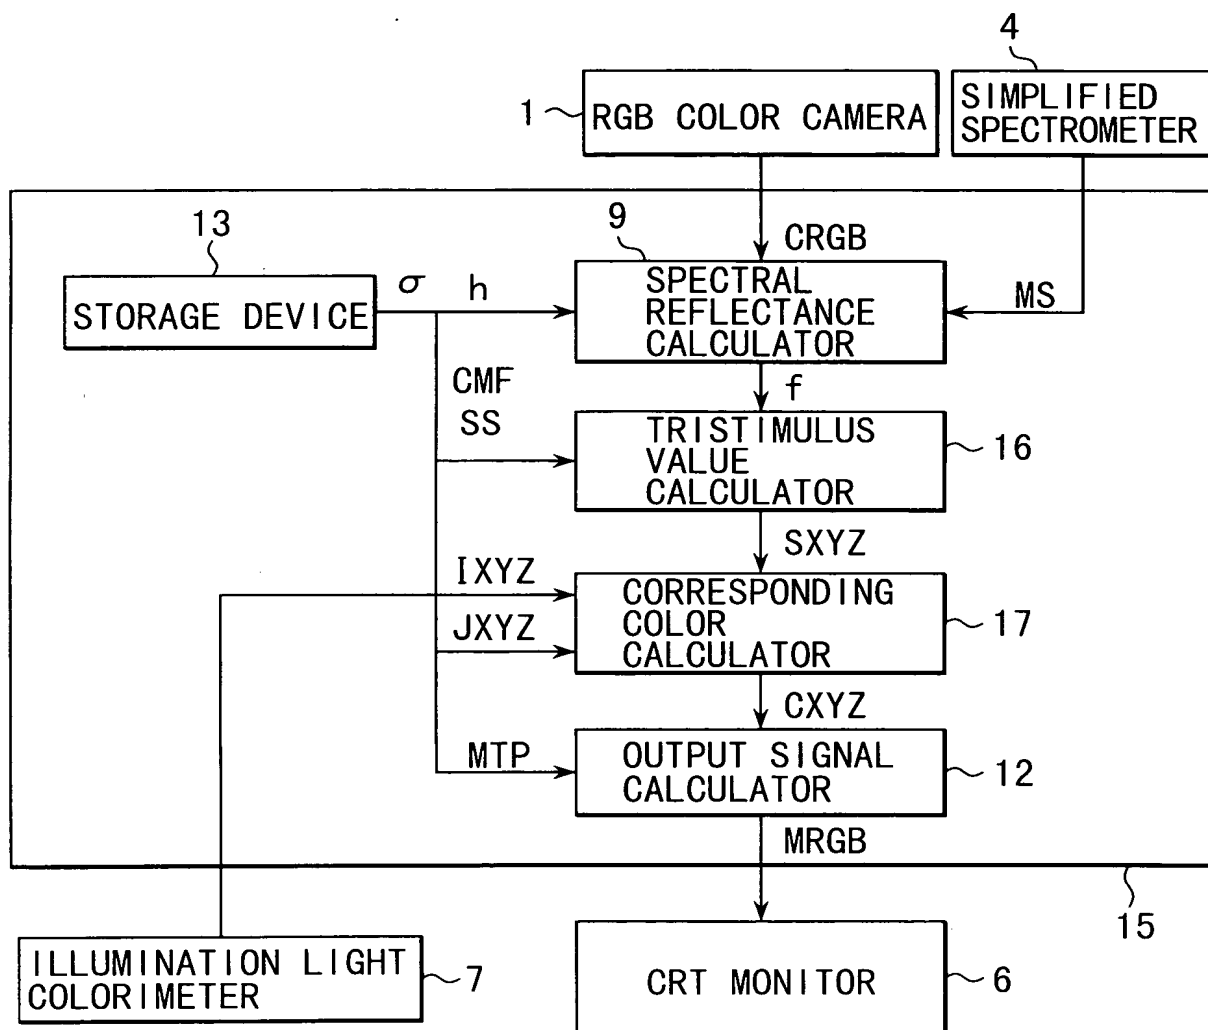 4
1
RGB COLOR CAMERA
SIMPLIFIED
SPECTROMETER
13
9
CRGB
STORAGE DEVICE
σ h
SPECTRAL
REFLECTANCE
CALCULATOR
MS
CMF
SS
f
TRISTIMULUS
VALUE
CALCULATOR
16
SXYZ
IXYZ
JXYZ
CORRESPONDING
COLOR
CALCULATOR
17
CXYZ
MTP
OUTPUT SIGNAL
CALCULATOR
12
MRGB
15
ILLUMINATION LIGHT
COLORIMETER
7
CRT MONITOR
6